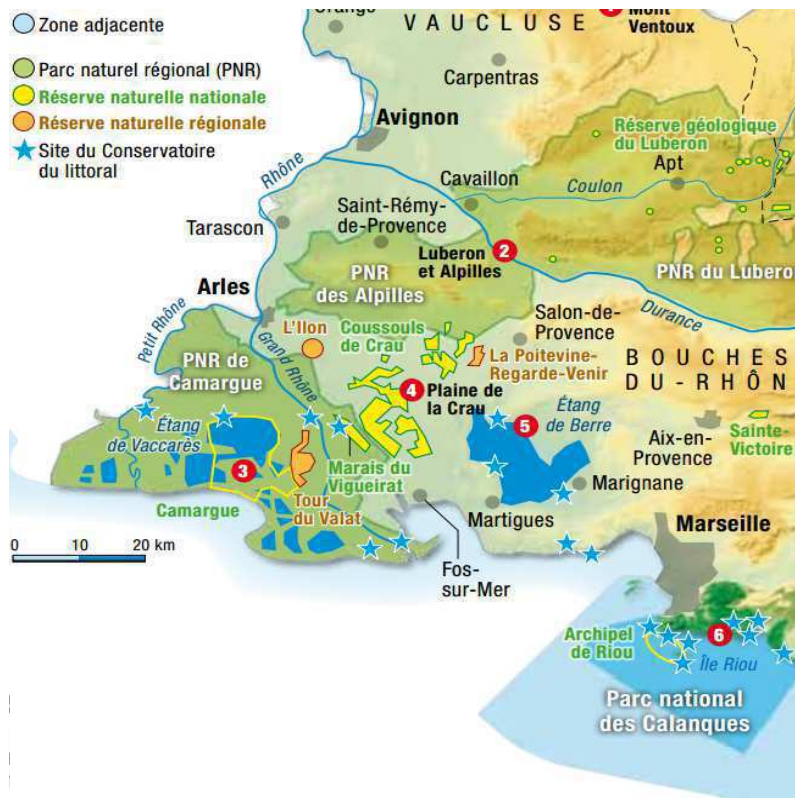 Zone adjacente
Parc naturel régional (PNR)
Réserve naturelle nationale
Réserve naturelle régionale
Site du Conservatoire
du littoral
Orange
VAUCLUSE
1
Mont
Ventoux
Carpentras
Avignon
Réserve géologique
du Luberon
Apt
Rhône
Cavaillon
Coulon
Saint-Rémy-
de-Provence
Tarascon
2
Luberon
et Alpilles
PNR
des Alpilles
PNR du Lubero
Arles
Durance
Petit Rhône
L'Ilon
Coussouls
de Crau
Salon-de-
Provence
Grand Rhône
La Poitevine-
Regarde-Venir
BOUCHES
DU-RHÔN
PNR de
Camargue
4
Plaine de
la Crau
Étang
de Vaccarès
5
Étang
de Berre
Sainte-
Victoire
Aix-en-
Provence
3
Marais du
Vigueirat
Marignane
Camargue
Tour
du Valat
Martigues
Marseille
0 10 20 km
Fos-
sur-Mer
Archipel
de Riou
6
Île Riou
Parc national
des Calanques